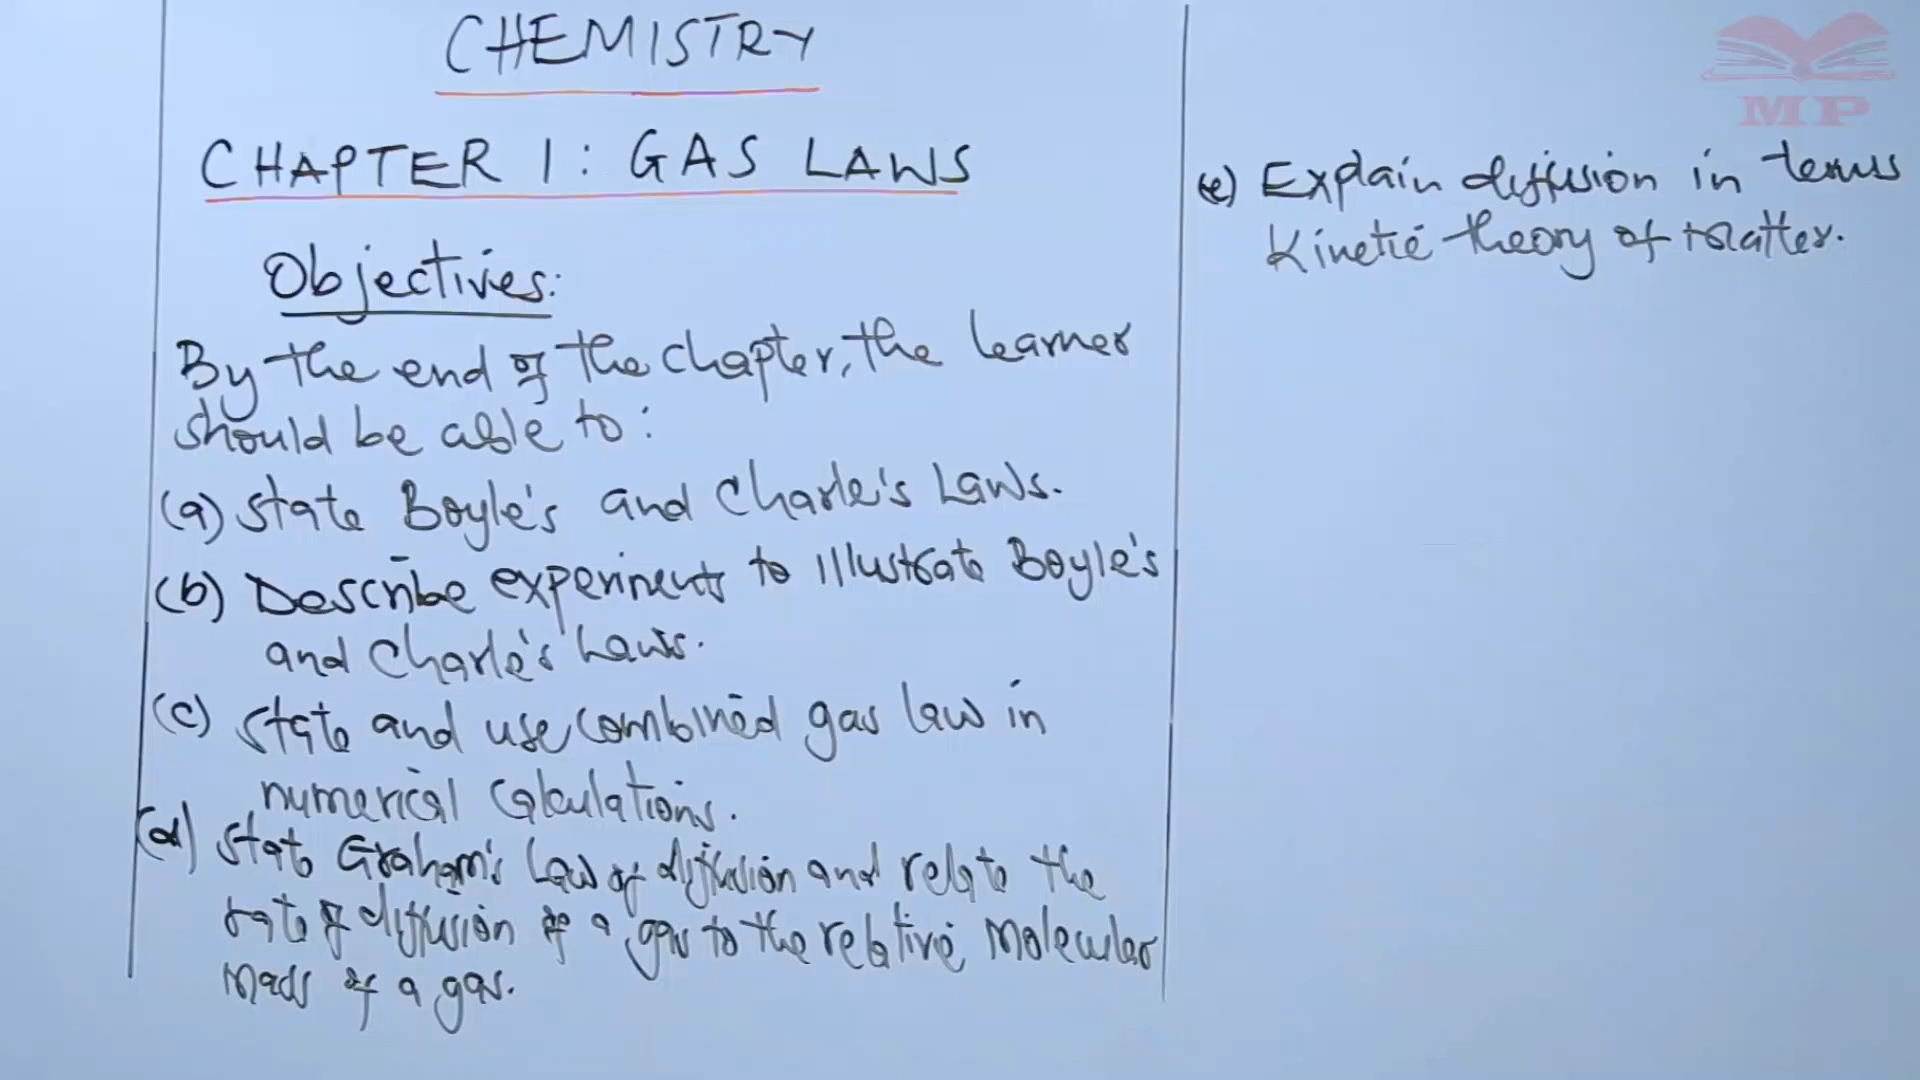 CHEMISTRY
CHAPTER 1: GAS LAWS
Objectives:
By the end of the chapter, the learner
should be able to:
(a) State Boyle's and Charle's Laws.
(b) Describe experiments to illustrate Boyle's
and Charle's Laws.
(c) State and use combined gas law in
numerical calculations.
(d) State Graham's Law of diffusion and relate the
rate of diffusion of a gas to the relative molecular
mass of a gas.
MP
(e) Explain diffusion in terms
Kinetic theory of Matter.